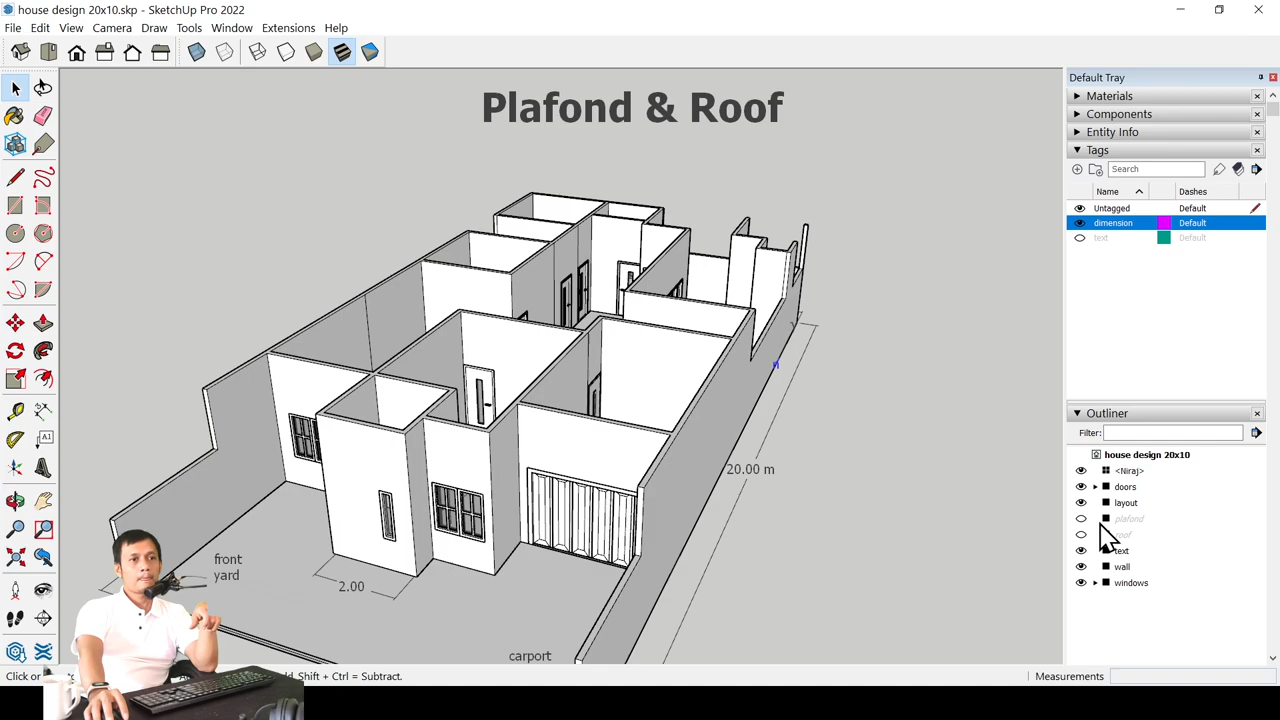 house design 20x10.skp - SketchUp Pro 2022
File Edit View Camera Draw Tools Window Extensions Help
Plafond & Roof
Default Tray
Materials
Components
Entity Info
Tags
Search
Name Dashes
Untagged Default
dimension Default
text Default
20.00 m
front
yard
2.00
carport
Outliner
Filter:
house design 20x10
<Niraj>
doors
layout
plafond
text
wall
windows
Click or
Shift + Ctrl = Subtract.
Measurements